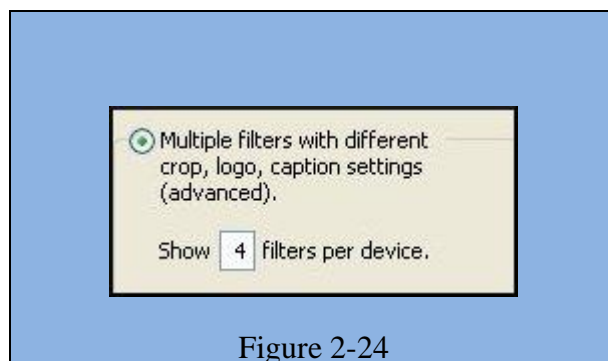 Multiple filters with different
crop, logo, caption settings
(advanced).
Show 4 filters per device.
Figure 2-24